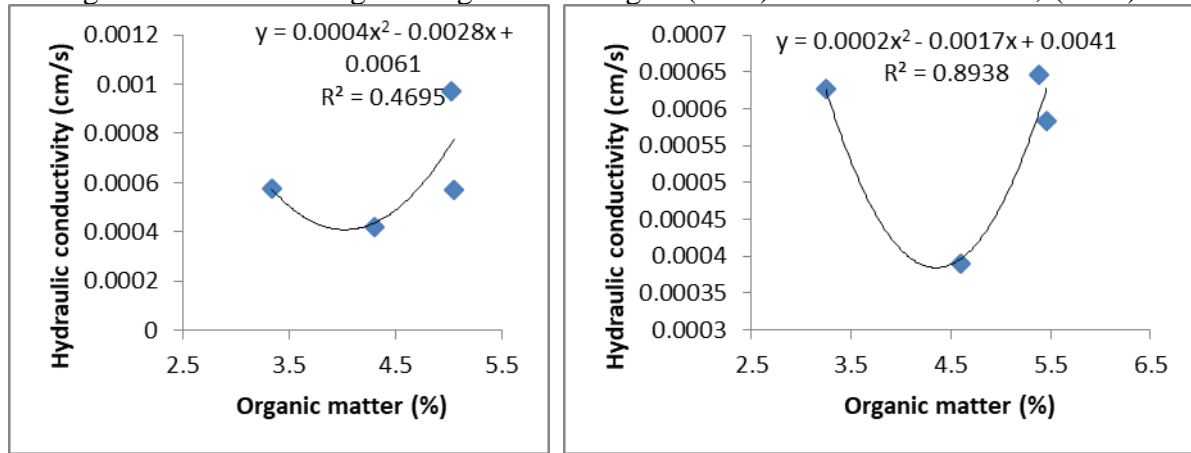 y = 0.0004x² - 0.0028x +
0.0061
R² = 0.4695
Hydraulic conductivity (cm/s)
0.0012
0.001
0.0008
0.0006
0.0004
0.0002
0
2.5 3.5 4.5 5.5
Organic matter (%)
y = 0.0002x² - 0.0017x + 0.0041
R² = 0.8938
Hydraulic conductivity (cm/s)
0.0007
0.00065
0.0006
0.00055
0.0005
0.00045
0.0004
0.00035
0.0003
2.5 3.5 4.5 5.5 6.5
Organic matter (%)